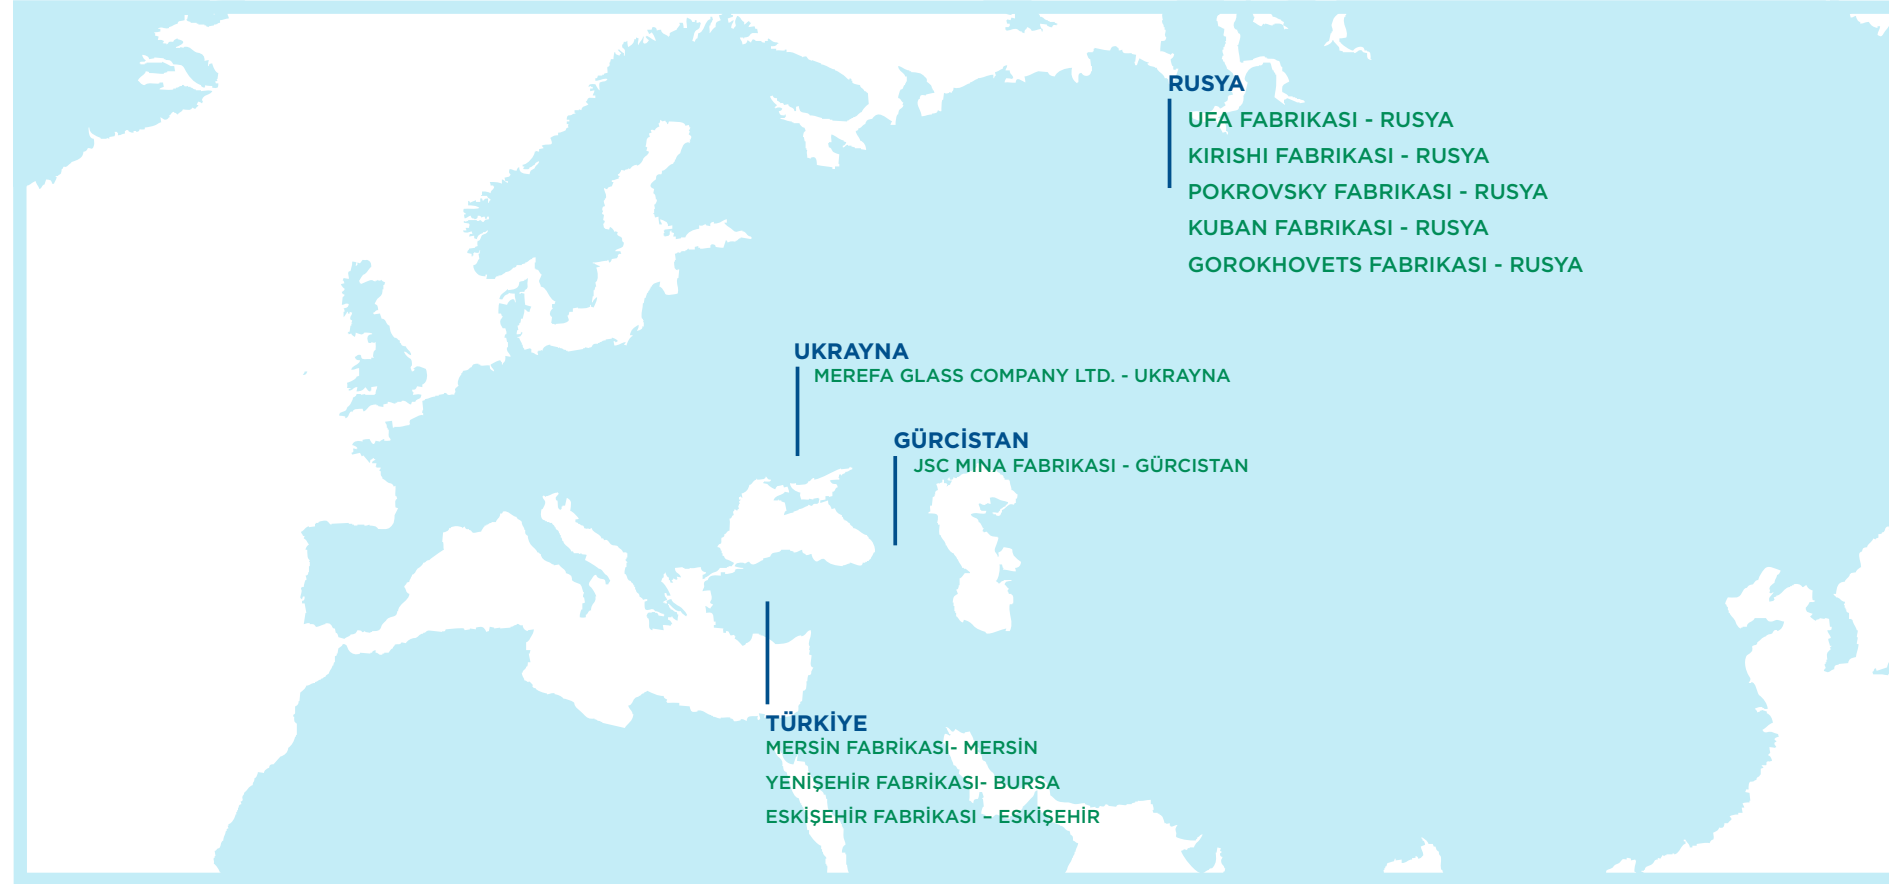 RUSYA
UFA FABRIKASI - RUSYA
KIRISHI FABRIKASI - RUSYA
POKROVSKY FABRIKASI - RUSYA
KUBAN FABRIKASI - RUSYA
GOROKHOVETS FABRIKASI - RUSYA
UKRAYNA
MEREFA GLASS COMPANY LTD. - UKRAYNA
GÜRCİSTAN
JSC MINA FABRIKASI - GÜRCISTAN
TÜRKİYE
MERSİN FABRİKASI- MERSİN
YENİŞEHİR FABRİKASI- BURSA
ESKİŞEHİR FABRİKASI – ESKİŞEHİR